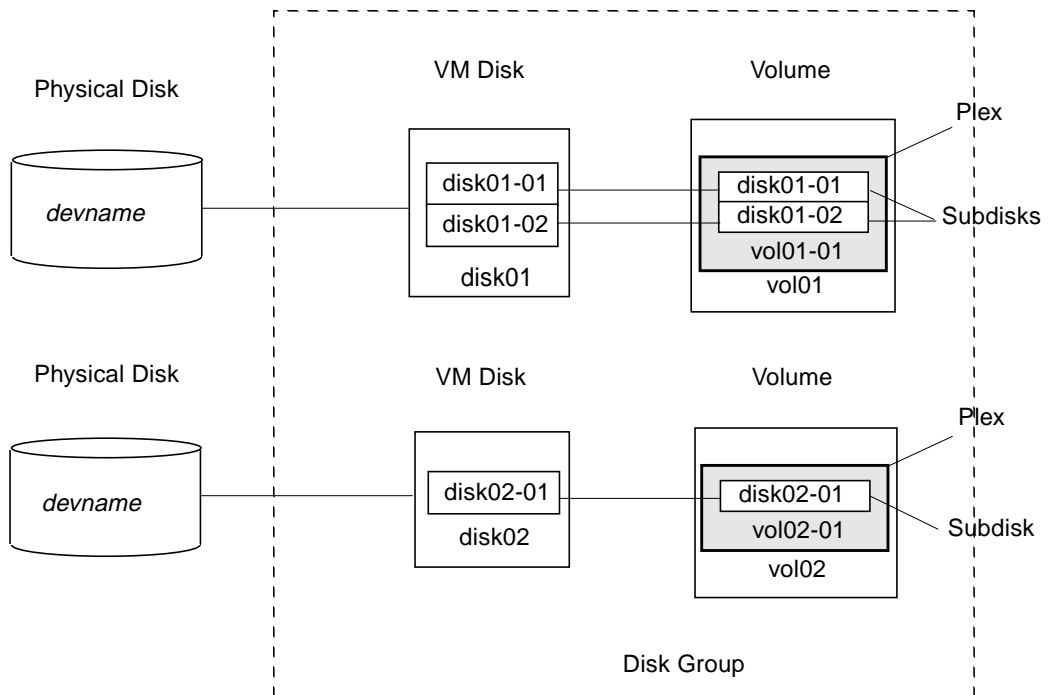 VM Disk
Volume
Physical Disk
Plex
devname
disk01-01
disk01-02
disk01
disk01-01
disk01-02
vol01-01
vol01
Subdisks
Physical Disk
VM Disk
Volume
Plex
devname
disk02-01
disk02
disk02-01
vol02-01
vol02
Subdisk
Disk Group